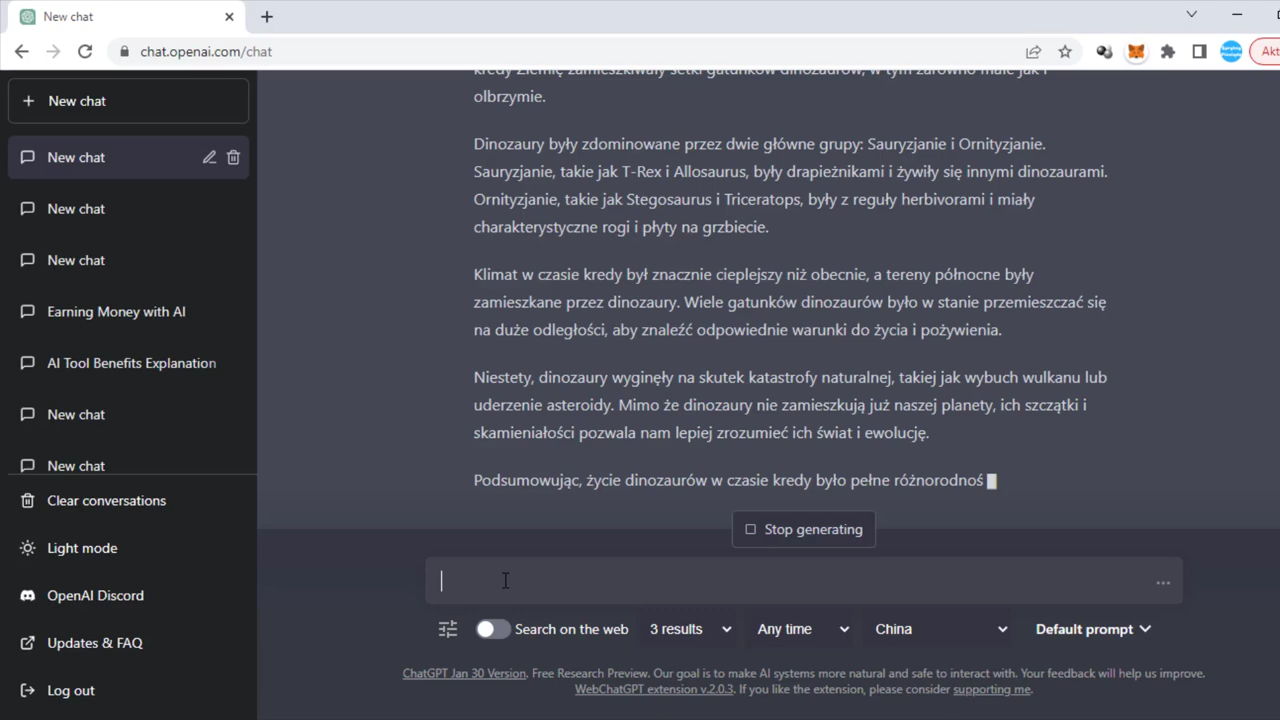 New chat
chat.openai.com/chat
Akt
New chat
New chat
New chat
New chat
Earning Money with AI
AI Tool Benefits Explanation
New chat
New chat
Clear conversations
Light mode
OpenAI Discord
Updates & FAQ
Log out
kredy Ziemię zamieszkiwały setki gatunków dinozaurów, w tym zarówno małe jak i
olbrzymie.
Dinozaury były zdominowane przez dwie główne grupy: Sauryzjanie i Ornityzjanie.
Sauryzjanie, takie jak T-Rex i Allosaurus, były drapieżnikami i żywiły się innymi dinozaurami.
Ornityzjanie, takie jak Stegosaurus i Triceratops, były z reguły herbivorami i miały
charakterystyczne rogi i płyty na grzbiecie.
Klimat w czasie kredy był znacznie cieplejszy niż obecnie, a tereny północne były
zamieszkane przez dinozaury. Wiele gatunków dinozaurów było w stanie przemieszczać się
na duże odległości, aby znaleźć odpowiednie warunki do życia i pożywienia.
Niestety, dinozaury wyginęły na skutek katastrofy naturalnej, takiej jak wybuch wulkanu lub
uderzenie asteroidy. Mimo że dinozaury nie zamieszkują już naszej planety, ich szczątki i
skamieniałości pozwala nam lepiej zrozumieć ich świat i ewolucję.
Podsumowując, życie dinozaurów w czasie kredy było pełne różnorodnoś
Stop generating
Search on the web 3 results Any time China Default prompt
ChatGPT Jan 30 Version. Free Research Preview. Our goal is to make AI systems more natural and safe to interact with. Your feedback will help us improve.
WebChatGPT extension v.2.0.3. If you like the extension, please consider supporting me.